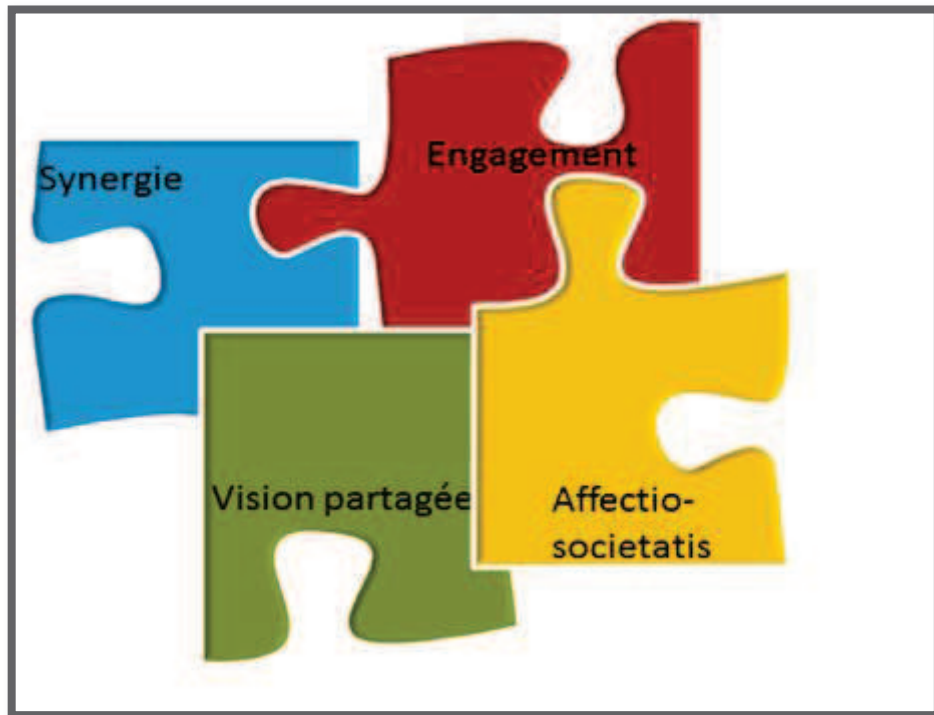 Engagement
Synergie
Vision partagée
Affectio-
societatis